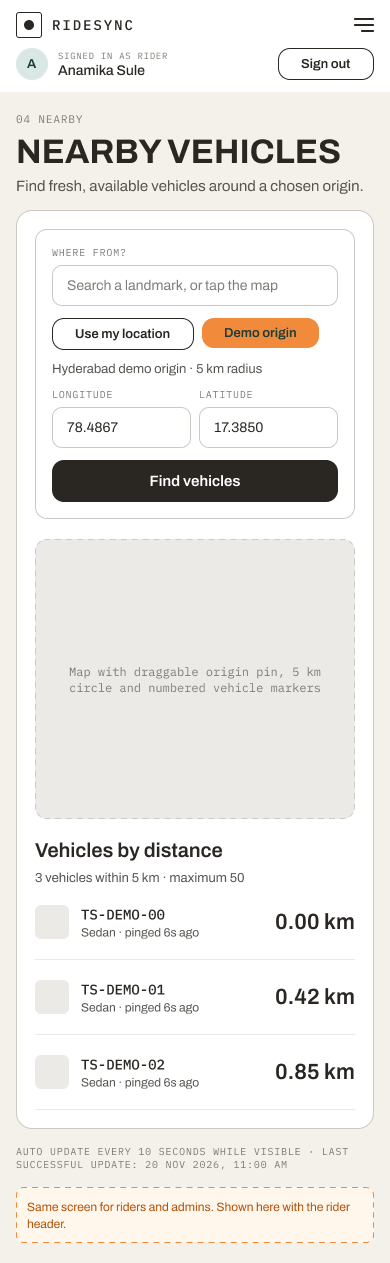 RIDESYNC
A
SIGNED IN AS RIDER
Anamika Sule
Sign out
04 NEARBY
NEARBY VEHICLES
Find fresh, available vehicles around a chosen origin.
WHERE FROM?
Search a landmark, or tap the map
Use my location
Demo origin
Hyderabad demo origin · 5 km radius
LONGITUDE
LATITUDE
78.4867
17.3850
Find vehicles
Map with draggable origin pin, 5 km
circle and numbered vehicle markers
Vehicles by distance
3 vehicles within 5 km · maximum 50
TS-DEMO-00
Sedan · pinged 6s ago
0.00 km
TS-DEMO-01
Sedan · pinged 6s ago
0.42 km
TS-DEMO-02
Sedan · pinged 6s ago
0.85 km
AUTO UPDATE EVERY 10 SECONDS WHILE VISIBLE · LAST
SUCCESSFUL UPDATE: 20 NOV 2026, 11:00 AM
Same screen for riders and admins. Shown here with the rider
header.